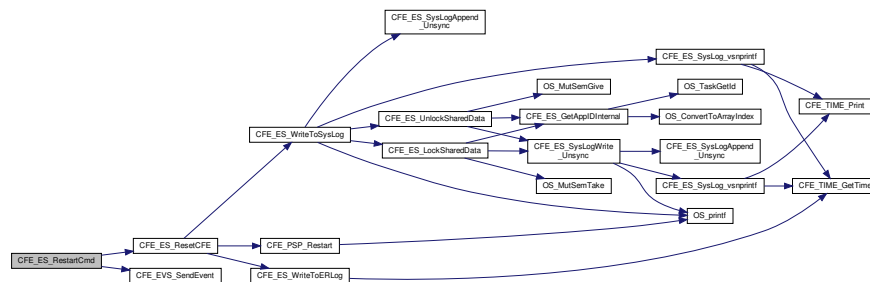 CFE_ES_SysLogAppend
_Unsync
CFE_ES_SysLog_vsnprintf
OS_MutSemGive
OS_TaskGetId
CFE_TIME_Print
CFE_ES_UnlockSharedData
CFE_ES_GetAppIDInternal
OS_ConvertToArrayIndex
CFE_ES_WriteToSysLog
CFE_ES_LockSharedData
CFE_ES_SysLogWrite
_Unsync
CFE_ES_SysLogAppend
_Unsync
OS_MutSemTake
CFE_ES_SysLog_vsnprintf
CFE_TIME_GetTime
OS_printf
CFE_ES_ResetCFE
CFE_PSP_Restart
CFE_ES_RestartCmd
CFE_EVS_SendEvent
CFE_ES_WriteToERLog